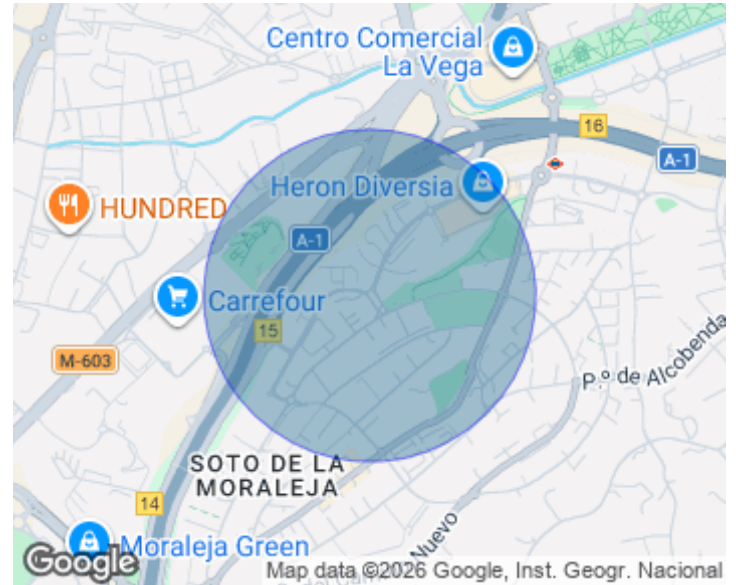 Centro Comercial
La Vega
16
A-1
Heron Diversia
HUNDRED
A-1
Carrefour
15
M-603
P.º de Alcobenda
SOTO DE LA
MORALEJA
14
Nuevo
Moraleja Green
Google
Map data ©2026 Google, Inst. Geogr. Nacional